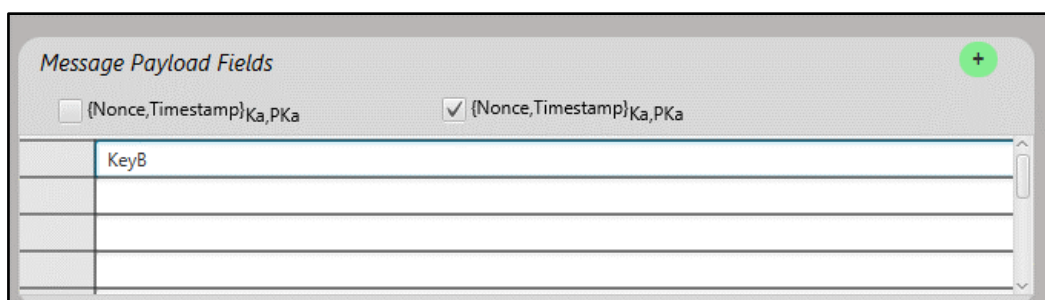 Message Payload Fields +
{Nonce,Timestamp}Ka,PKa {Nonce,Timestamp}Ka,PKa
KeyB